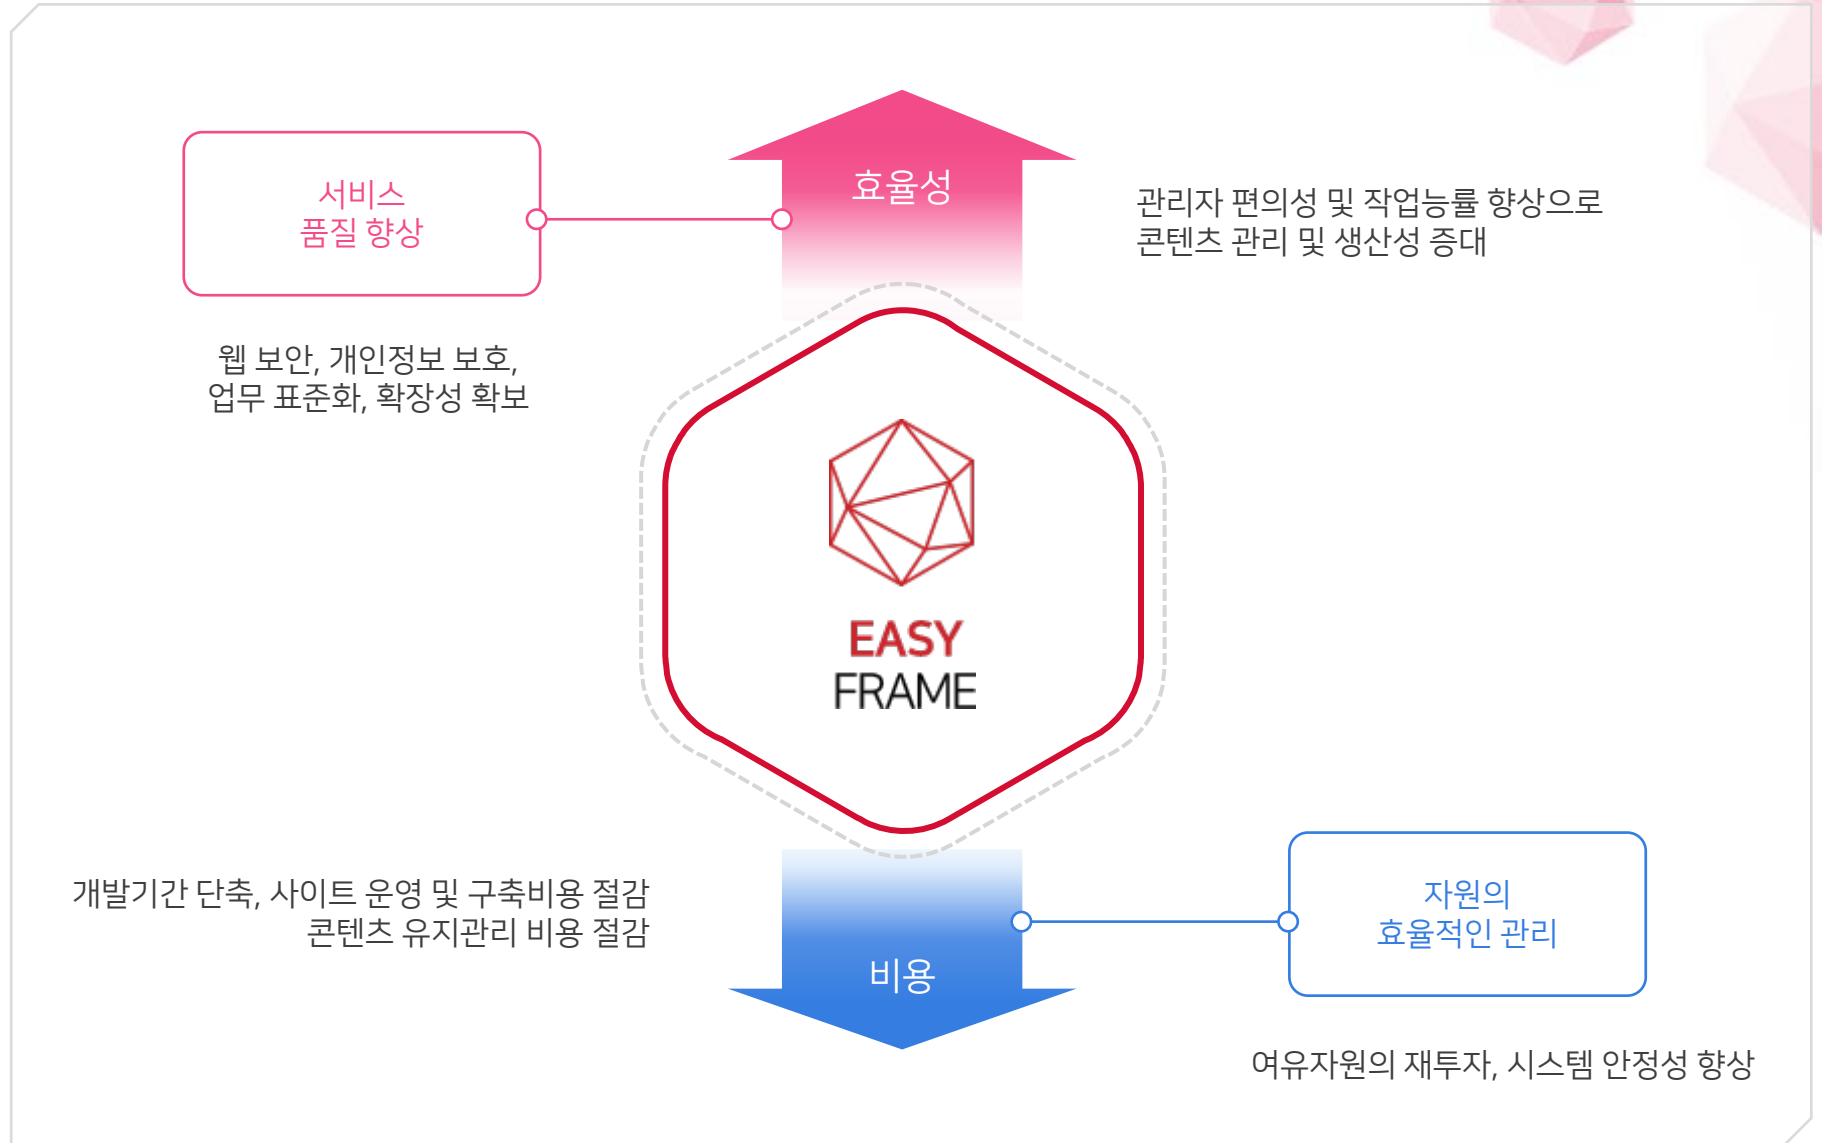 효율성
서비스
품질 향상
관리자 편의성 및 작업능률 향상으로
콘텐츠 관리 및 생산성 증대
웹 보안, 개인정보 보호,
업무 표준화, 확장성 확보
EASY
FRAME
개발기간 단축, 사이트 운영 및 구축비용 절감
콘텐츠 유지관리 비용 절감
비용
자원의
효율적인 관리
여유자원의 재투자, 시스템 안정성 향상